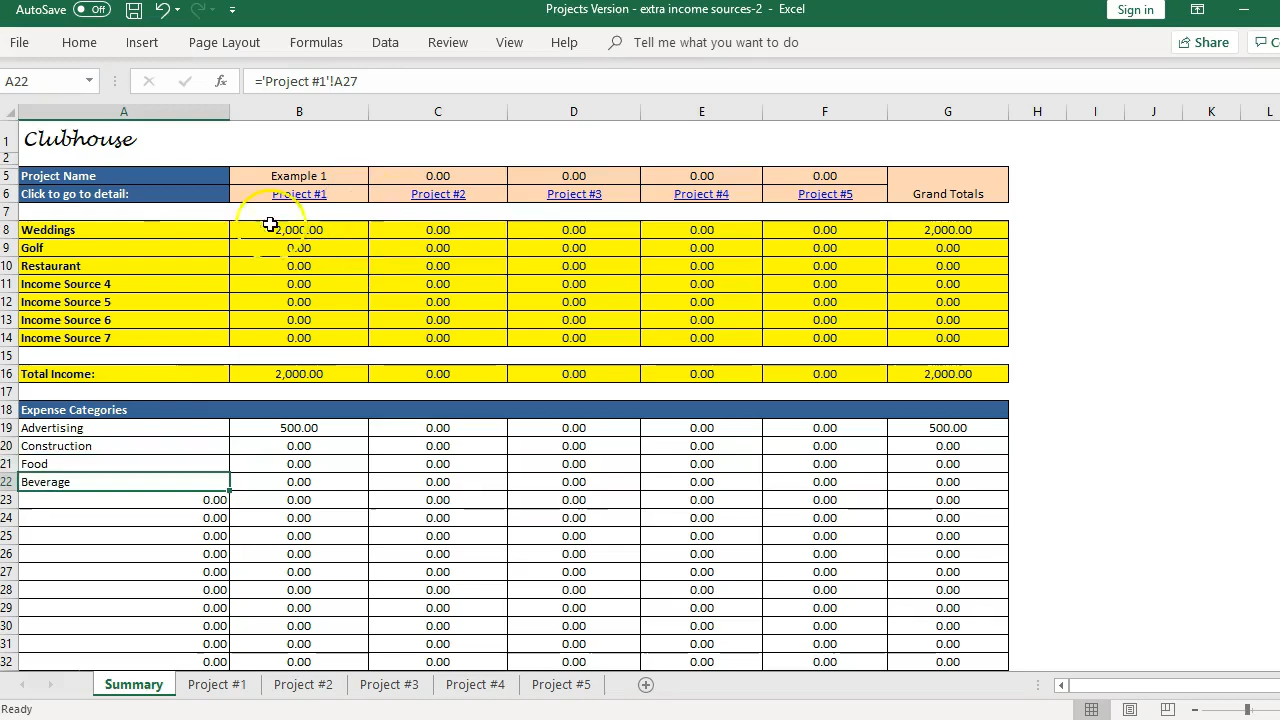 AutoSave Off Projects Version - extra income sources-2 - Excel Sign in
File Home Insert Page Layout Formulas Data Review View Help Tell me what you want to do Share
A22 fx ='Project #1'!A27
A B C D E F G H I J K L
1 Clubhouse
2
5 Project Name Example 1 0.00 0.00 0.00 0.00
6 Click to go to detail: Project #1 Project #2 Project #3 Project #4 Project #5 Grand Totals
7
8 Weddings 2,000.00 0.00 0.00 0.00 0.00 2,000.00
9 Golf 0.00 0.00 0.00 0.00 0.00 0.00
10 Restaurant 0.00 0.00 0.00 0.00 0.00 0.00
11 Income Source 4 0.00 0.00 0.00 0.00 0.00 0.00
12 Income Source 5 0.00 0.00 0.00 0.00 0.00 0.00
13 Income Source 6 0.00 0.00 0.00 0.00 0.00 0.00
14 Income Source 7 0.00 0.00 0.00 0.00 0.00 0.00
15
16 Total Income: 2,000.00 0.00 0.00 0.00 0.00 2,000.00
17
18 Expense Categories
19 Advertising 500.00 0.00 0.00 0.00 0.00 500.00
20 Construction 0.00 0.00 0.00 0.00 0.00 0.00
21 Food 0.00 0.00 0.00 0.00 0.00 0.00
22 Beverage 0.00 0.00 0.00 0.00 0.00 0.00
23 0.00 0.00 0.00 0.00 0.00 0.00 0.00
24 0.00 0.00 0.00 0.00 0.00 0.00 0.00
25 0.00 0.00 0.00 0.00 0.00 0.00 0.00
26 0.00 0.00 0.00 0.00 0.00 0.00 0.00
27 0.00 0.00 0.00 0.00 0.00 0.00 0.00
28 0.00 0.00 0.00 0.00 0.00 0.00 0.00
29 0.00 0.00 0.00 0.00 0.00 0.00 0.00
30 0.00 0.00 0.00 0.00 0.00 0.00 0.00
31 0.00 0.00 0.00 0.00 0.00 0.00 0.00
32 0.00 0.00 0.00 0.00 0.00 0.00 0.00
Summary Project #1 Project #2 Project #3 Project #4 Project #5
Ready